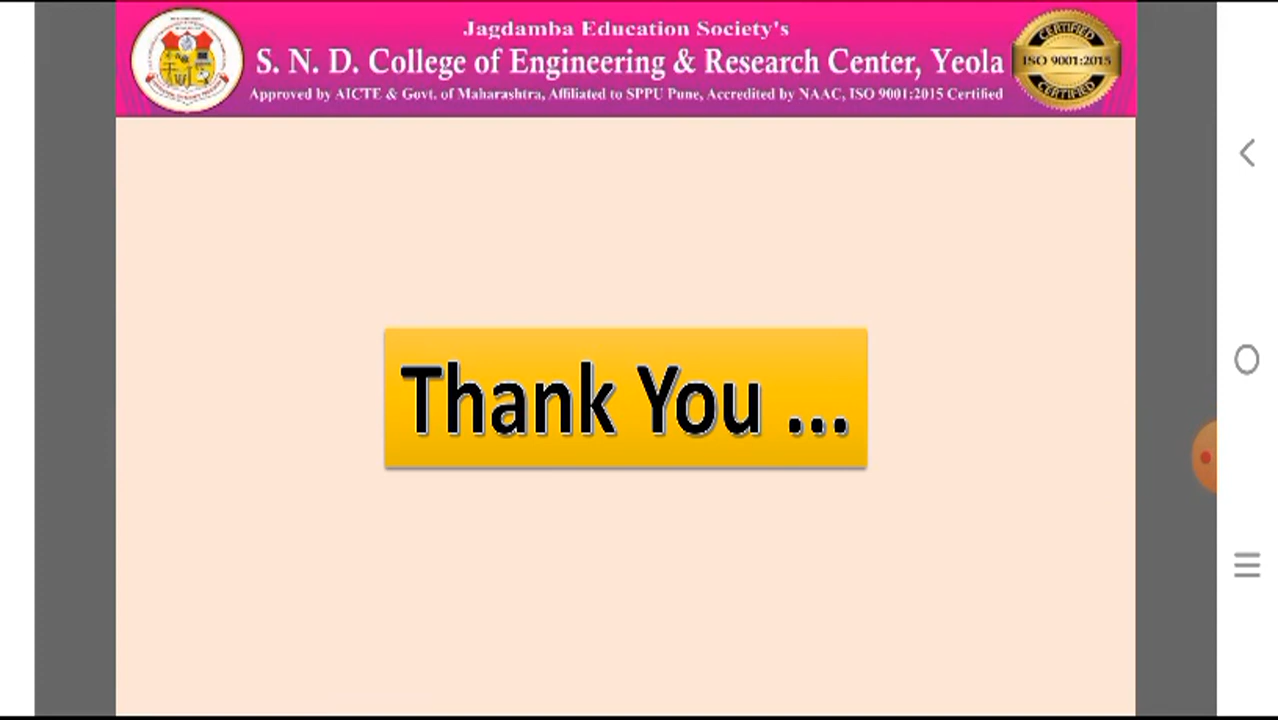 Jagdamba Education Society's
S. N. D. College of Engineering & Research Center, Yeola
Approved by AICTE & Govt. of Maharashtra, Affiliated to SPPU Pune, Accredited by NAAC, ISO 9001:2015 Certified
CERTIFIED
ISO 9001:2015
CERTIFIED
Thank You ...